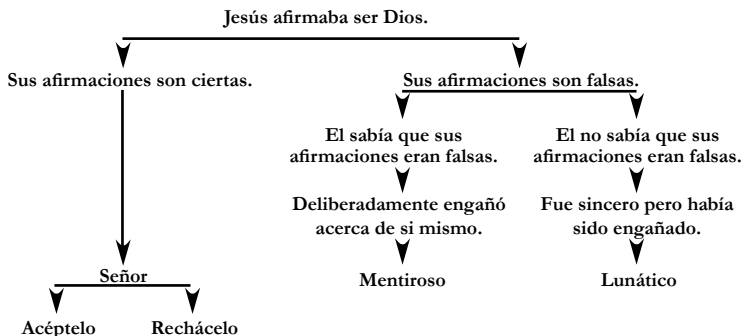 Jesús afirmaba ser Dios.
Sus afirmaciones son ciertas.
Sus afirmaciones son falsas.
El sabía que sus
afirmaciones eran falsas.
El no sabía que sus
afirmaciones eran falsas.
Deliberadamente engañó
acerca de si mismo.
Fue sincero pero había
sido engañado.
Señor
Mentiroso
Lunático
Acéptelo
Rechácelo